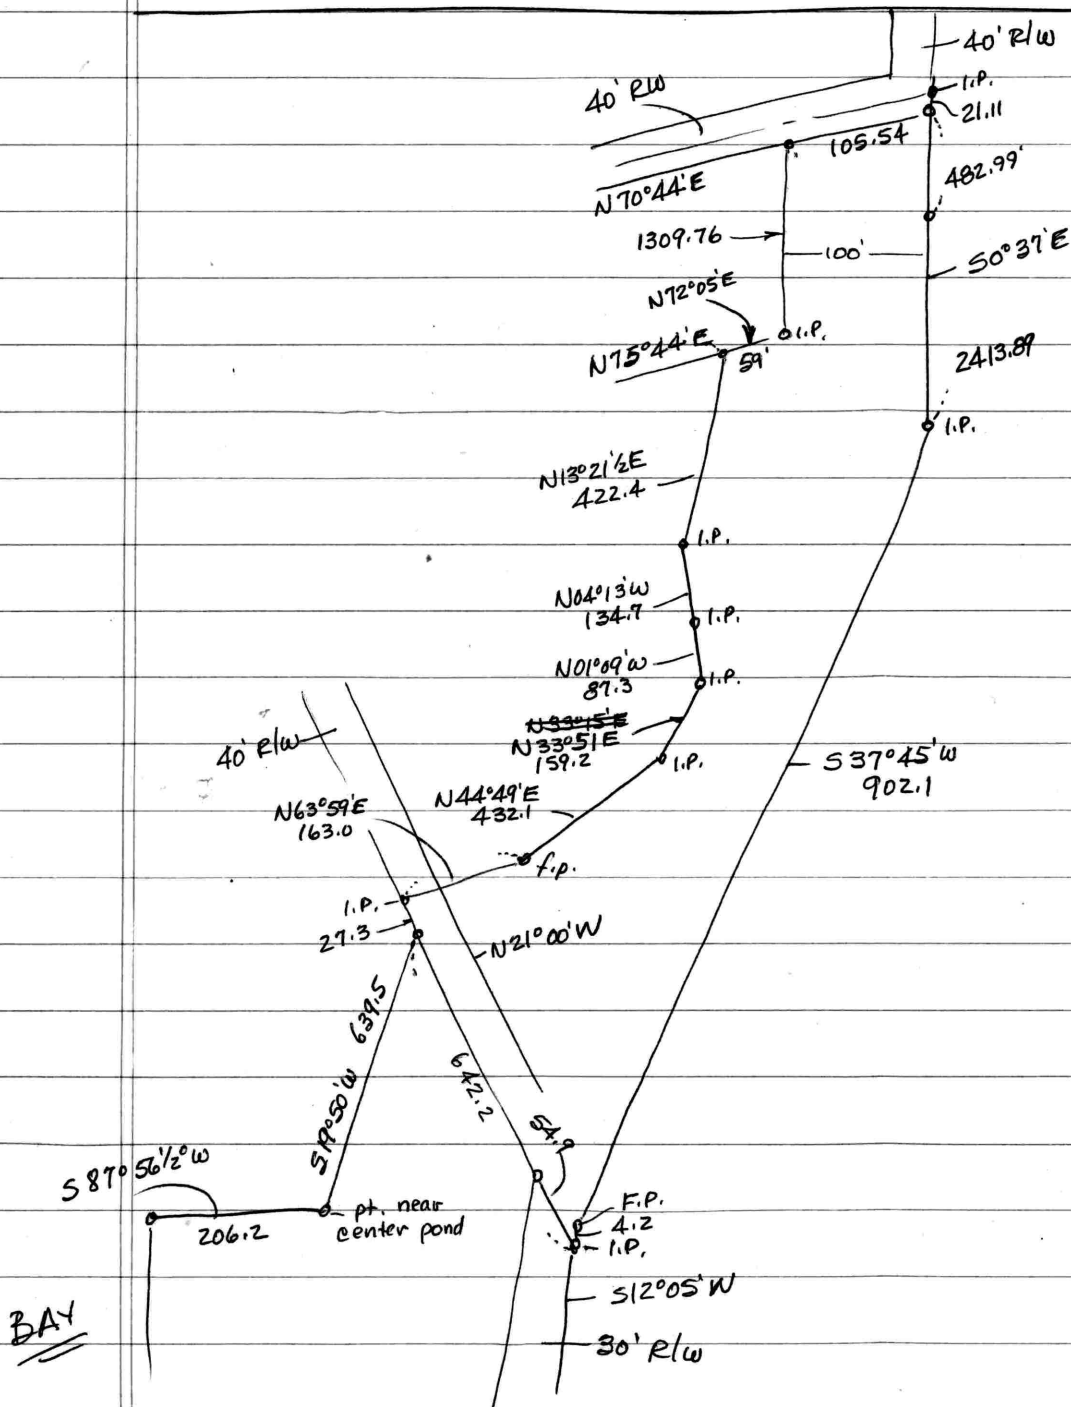 40' R/W
40' RW
I.P.
21.11
105.54
N70°44'E
482.99'
1309.76
100'
S0°37'E
N72°05'E
I.P.
N75°44'E
59'
2413.89
I.P.
N13°21½E
422.4
I.P.
N04°13'W
134.7
I.P.
N01°09'W
87.3
I.P.
N33°15'E
N33°51E
159.2
I.P.
40' R/W
S37°45'W
902.1
N63°59'E
163.0
N44°49'E
432.1
f.p.
I.P.
27.3
N21°00'W
S19°50'W 639.5
642.2
54.9
S87°56½°W
206.2
pt. near
center pond
F.P.
4.2
I.P.
S12°05'W
BAY
30' R/W